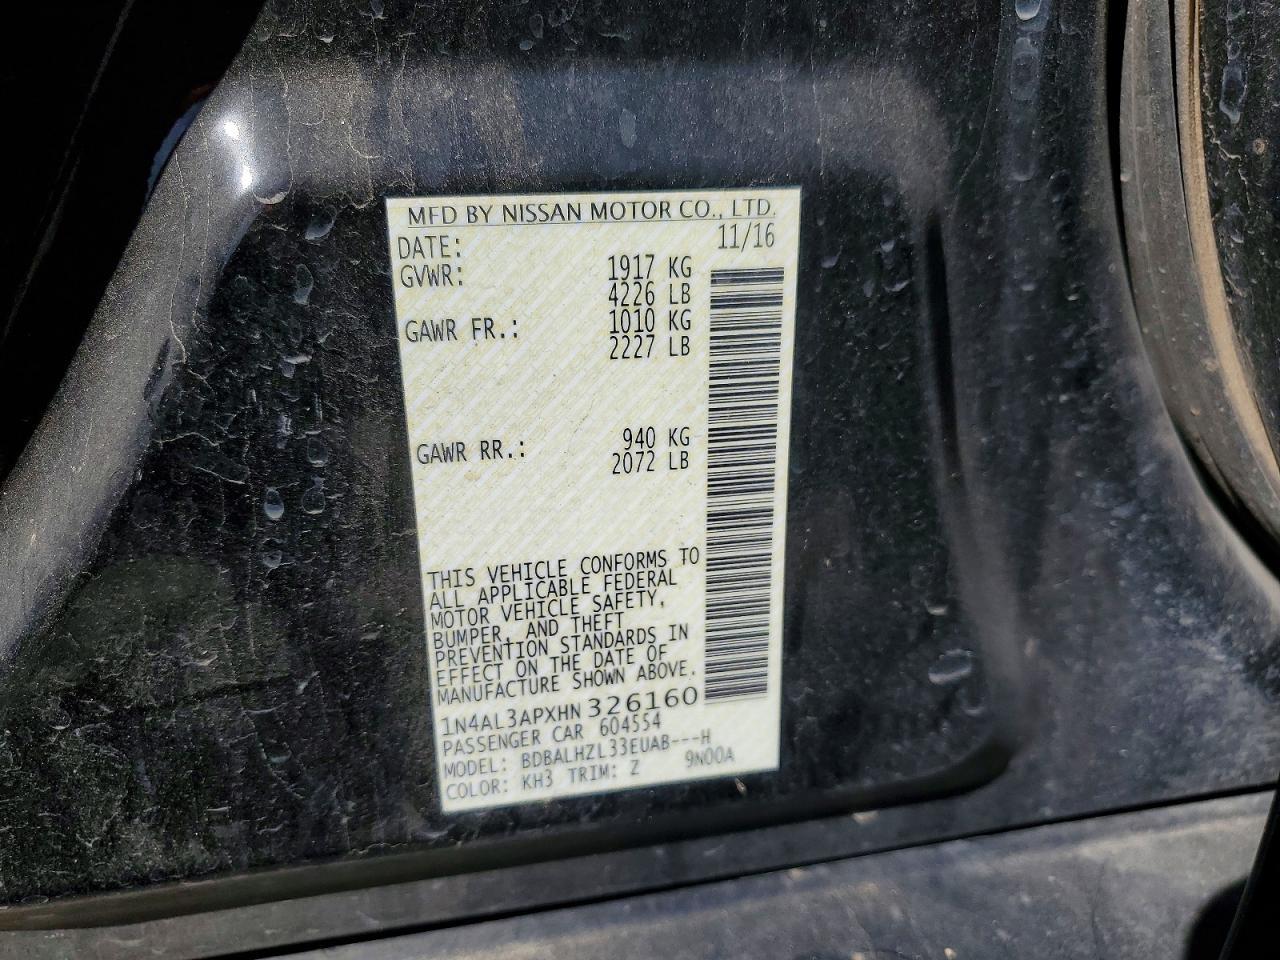 MFD BY NISSAN MOTOR CO., LTD.
DATE: 11/16
GVWR: 1917 KG
4226 LB
GAWR FR.: 1010 KG
2227 LB
GAWR RR.: 940 KG
2072 LB
THIS VEHICLE CONFORMS TO
ALL APPLICABLE FEDERAL
MOTOR VEHICLE SAFETY,
BUMPER, AND THEFT
PREVENTION STANDARDS IN
EFFECT ON THE DATE OF
MANUFACTURE SHOWN ABOVE.
1N4AL3APXHN 326160
PASSENGER CAR 604554
MODEL: BDBALHZL33EUAB---H
COLOR: KH3 TRIM: Z 9N00A